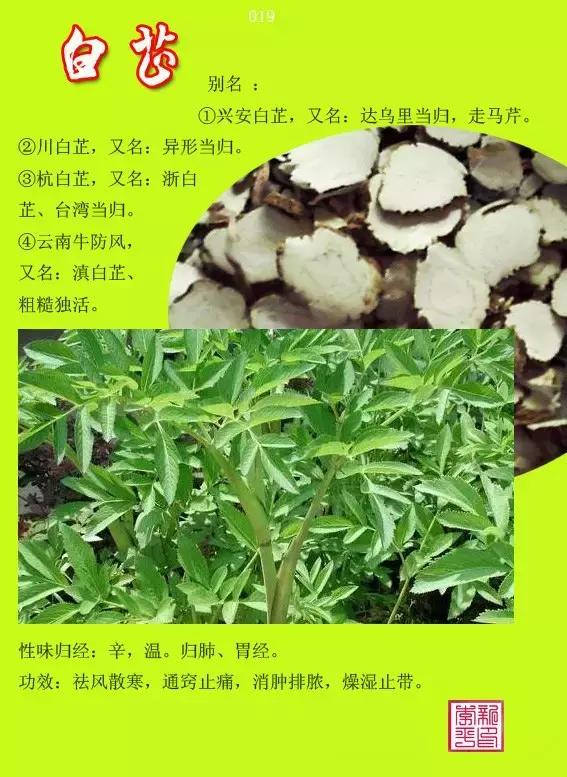 019
白芷
别名 ：
①兴安白芷，又名：达乌里当归，走马芹。
②川白芷，又名：异形当归。
③杭白芷，又名：浙白
芷、台湾当归。
④云南牛防风，
又名：滇白芷、
粗糙独活。
性味归经：辛，温。归肺、胃经。
功效：祛风散寒，通窍止痛，消肿排脓，燥湿止带。